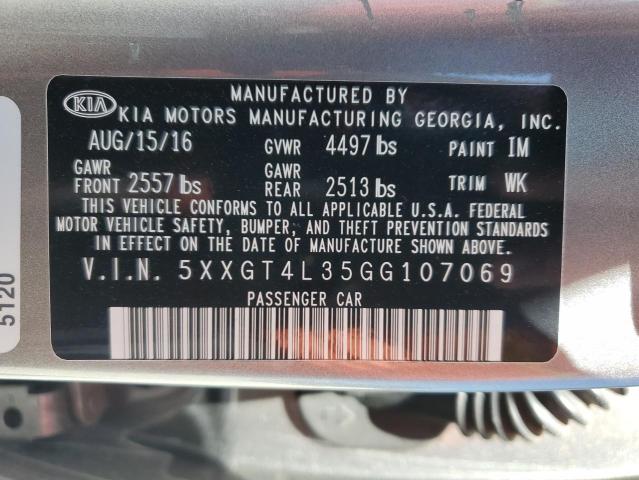 MANUFACTURED BY
KIA KIA MOTORS MANUFACTURING GEORGIA, INC.
AUG/15/16 GVWR 4497 lbs PAINT IM
GAWR FRONT 2557 lbs GAWR REAR 2513 lbs TRIM WK
THIS VEHICLE CONFORMS TO ALL APPLICABLE U.S.A. FEDERAL
MOTOR VEHICLE SAFETY, BUMPER, AND THEFT PREVENTION STANDARDS
IN EFFECT ON THE DATE OF MANUFACTURE SHOWN ABOVE.
V.I.N. 5XXGT4L35GG107069
PASSENGER CAR
5120